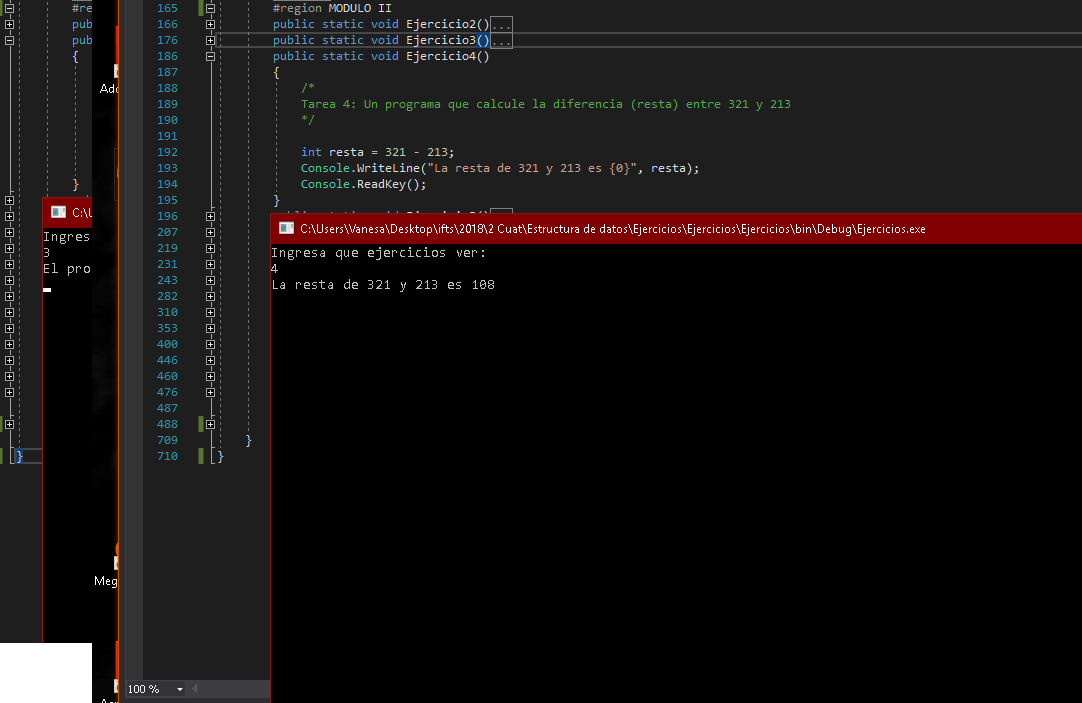 #re
pub
pub
{
}
C:\U
Ingres
3
El pro
}
Meg
165 #region MODULO II
166 public static void Ejercicio2()...
176 public static void Ejercicio3()...
186 public static void Ejercicio4()
187 {
188 /*
189 Tarea 4: Un programa que calcule la diferencia (resta) entre 321 y 213
190 */
191
192 int resta = 321 - 213;
193 Console.WriteLine("La resta de 321 y 213 es {0}", resta);
194 Console.ReadKey();
195 }
196
207
219
231
243
282
310
353
400
446
460
476
487
488
709 }
710 }
C:\Users\Vanesa\Desktop\ifts\2018\2 Cuat\Estructura de datos\Ejercicios\Ejercicios\Ejercicios\bin\Debug\Ejercicios.exe
Ingresa que ejercicios ver:
4
La resta de 321 y 213 es 108
100 %